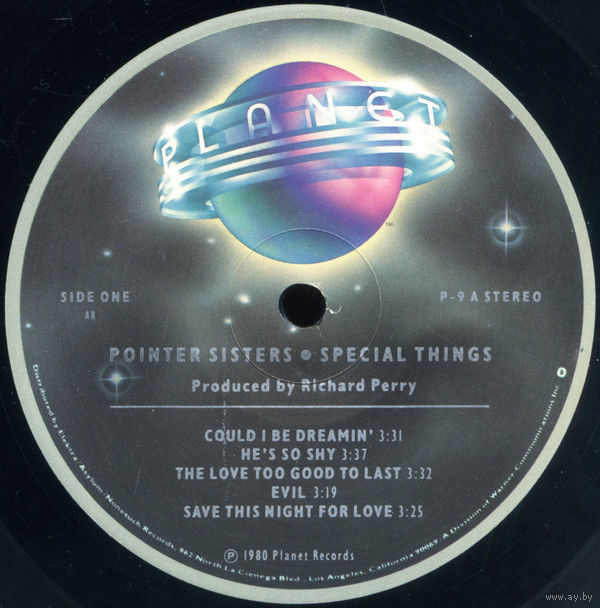 PLANET
TM
SIDE ONE
AR
P-9 A STEREO
POINTER SISTERS • SPECIAL THINGS
Produced by Richard Perry
COULD I BE DREAMIN' 3:31
HE'S SO SHY 3:37
THE LOVE TOO GOOD TO LAST 3:32
EVIL 3:19
SAVE THIS NIGHT FOR LOVE 3:25
Ⓟ 1980 Planet Records
Distributed by Elektra/Asylum/Nonesuch Records, 962 North La Cienega Blvd., Los Angeles, California 90069. A Division of Warner Communications Inc.
www.ay.by